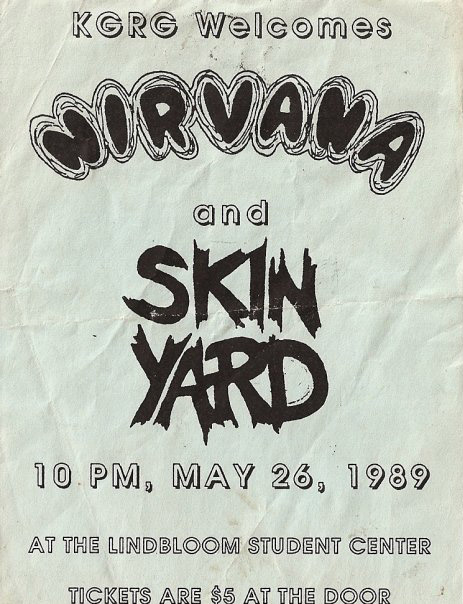 KGRG Welcomes
NIRVANA
and
SKIN
YARD
10 PM, MAY 26, 1989
AT THE LINDBLOOM STUDENT CENTER
TICKETS ARE $5 AT THE DOOR